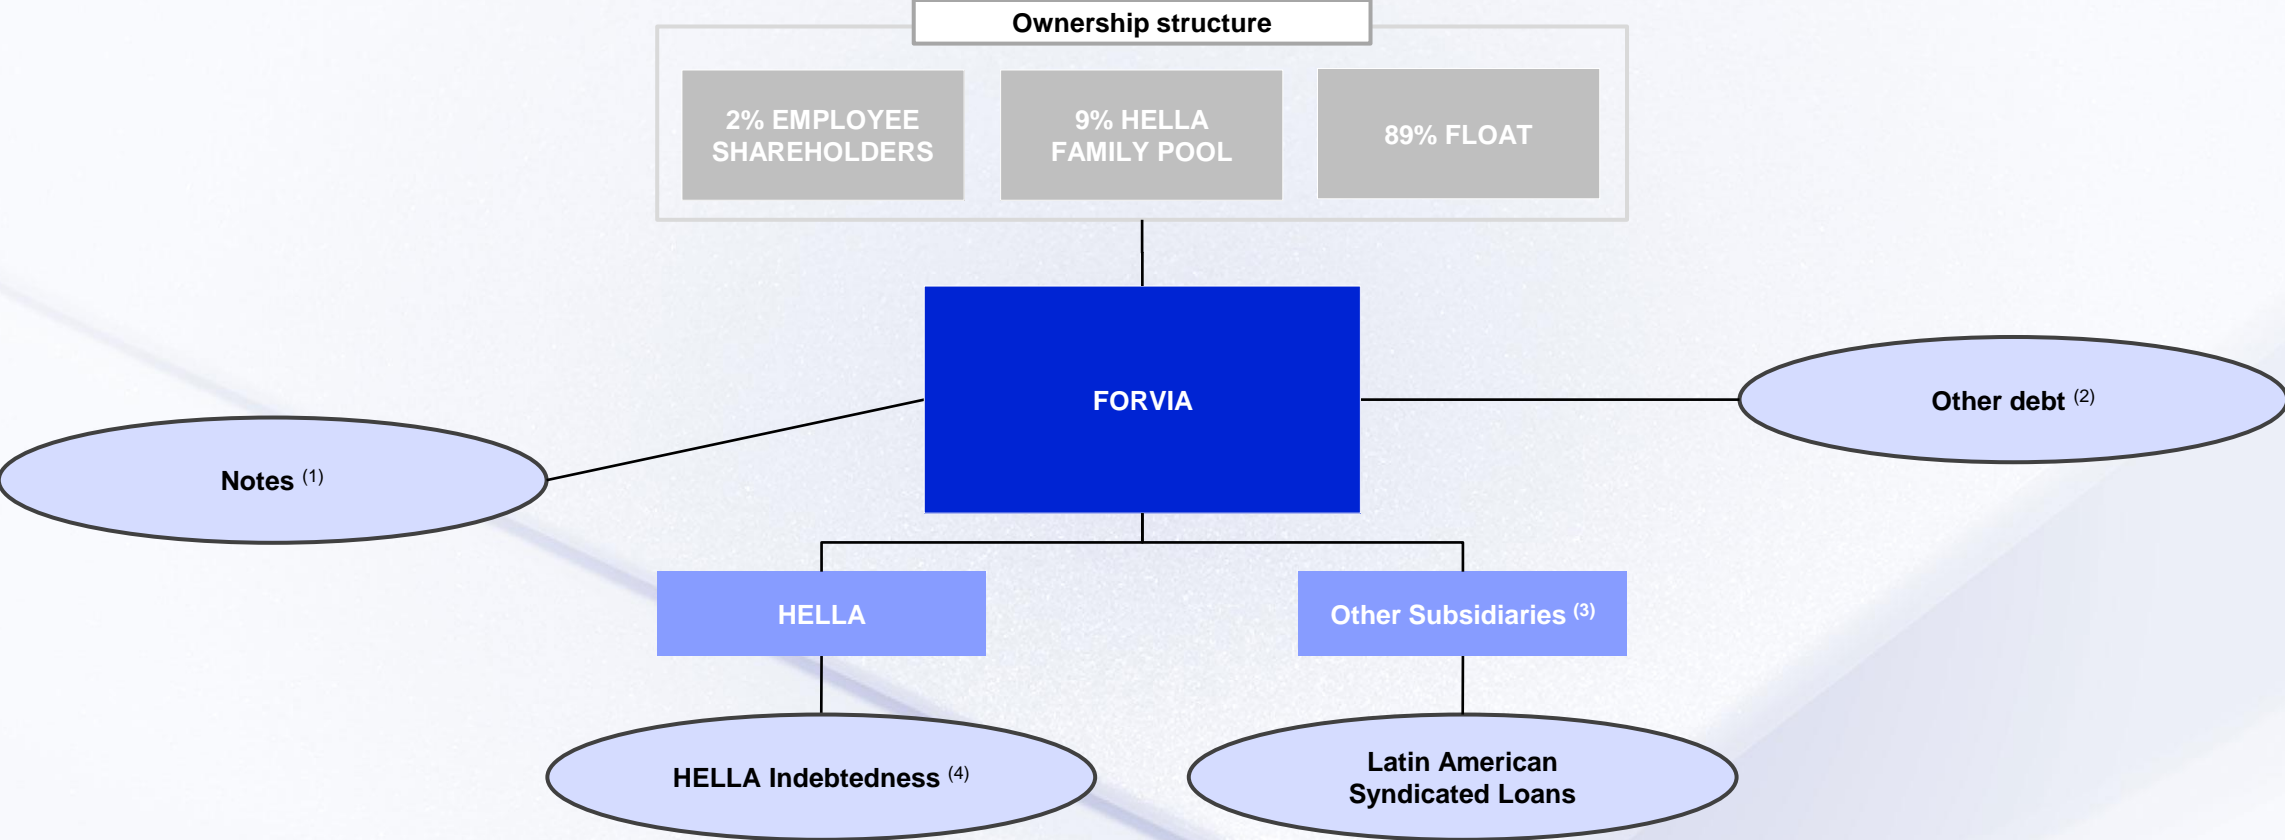 Ownership structure
2% EMPLOYEE
SHAREHOLDERS
9% HELLA
FAMILY POOL
89% FLOAT
FORVIA
Other debt (2)
Notes (1)
HELLA
Other Subsidiaries (3)
HELLA Indebtedness (4)
Latin American
Syndicated Loans